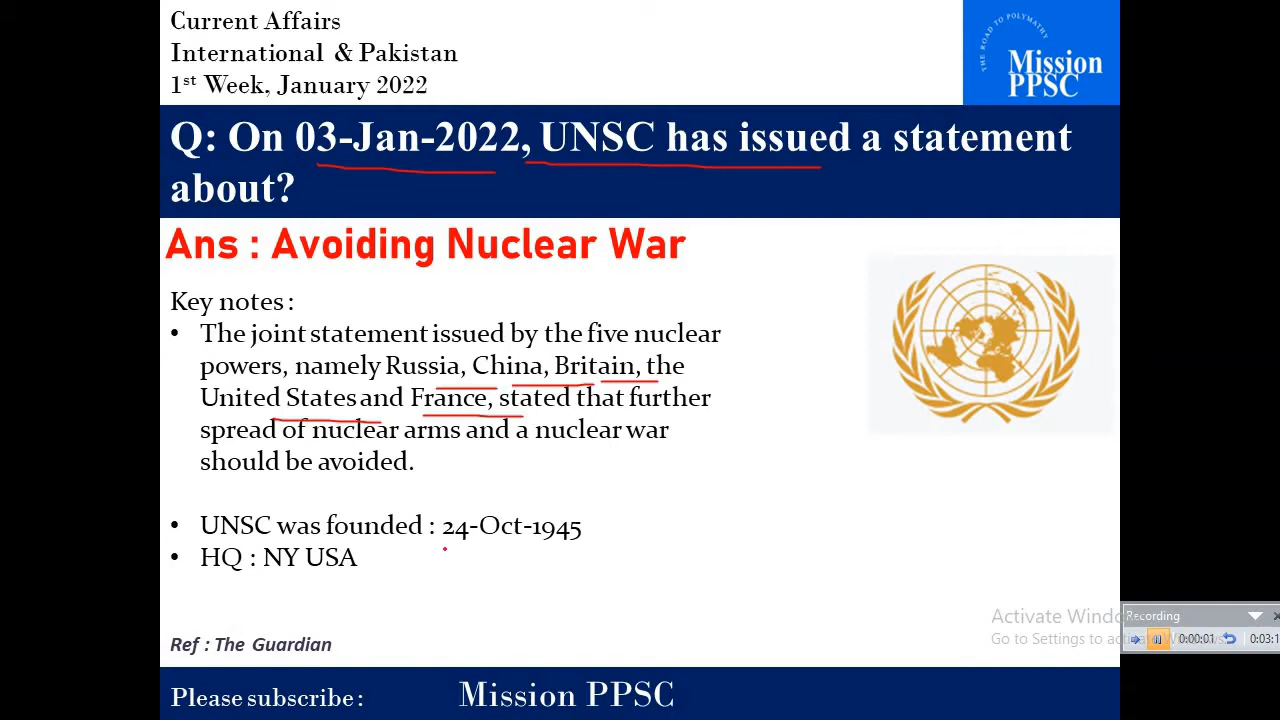 Current Affairs
International & Pakistan
1st Week, January 2022
THE ROAD TO POLYMATHY
Mission
PPSC
Q: On 03-Jan-2022, UNSC has issued a statement
about?
Ans : Avoiding Nuclear War
Key notes :
• The joint statement issued by the five nuclear
powers, namely Russia, China, Britain, the
United States and France, stated that further
spread of nuclear arms and a nuclear war
should be avoided.
• UNSC was founded : 24-Oct-1945
• HQ : NY USA
Activate
Go to Settings to
Recording
0:00:01
Ref : The Guardian
Please subscribe :
Mission PPSC